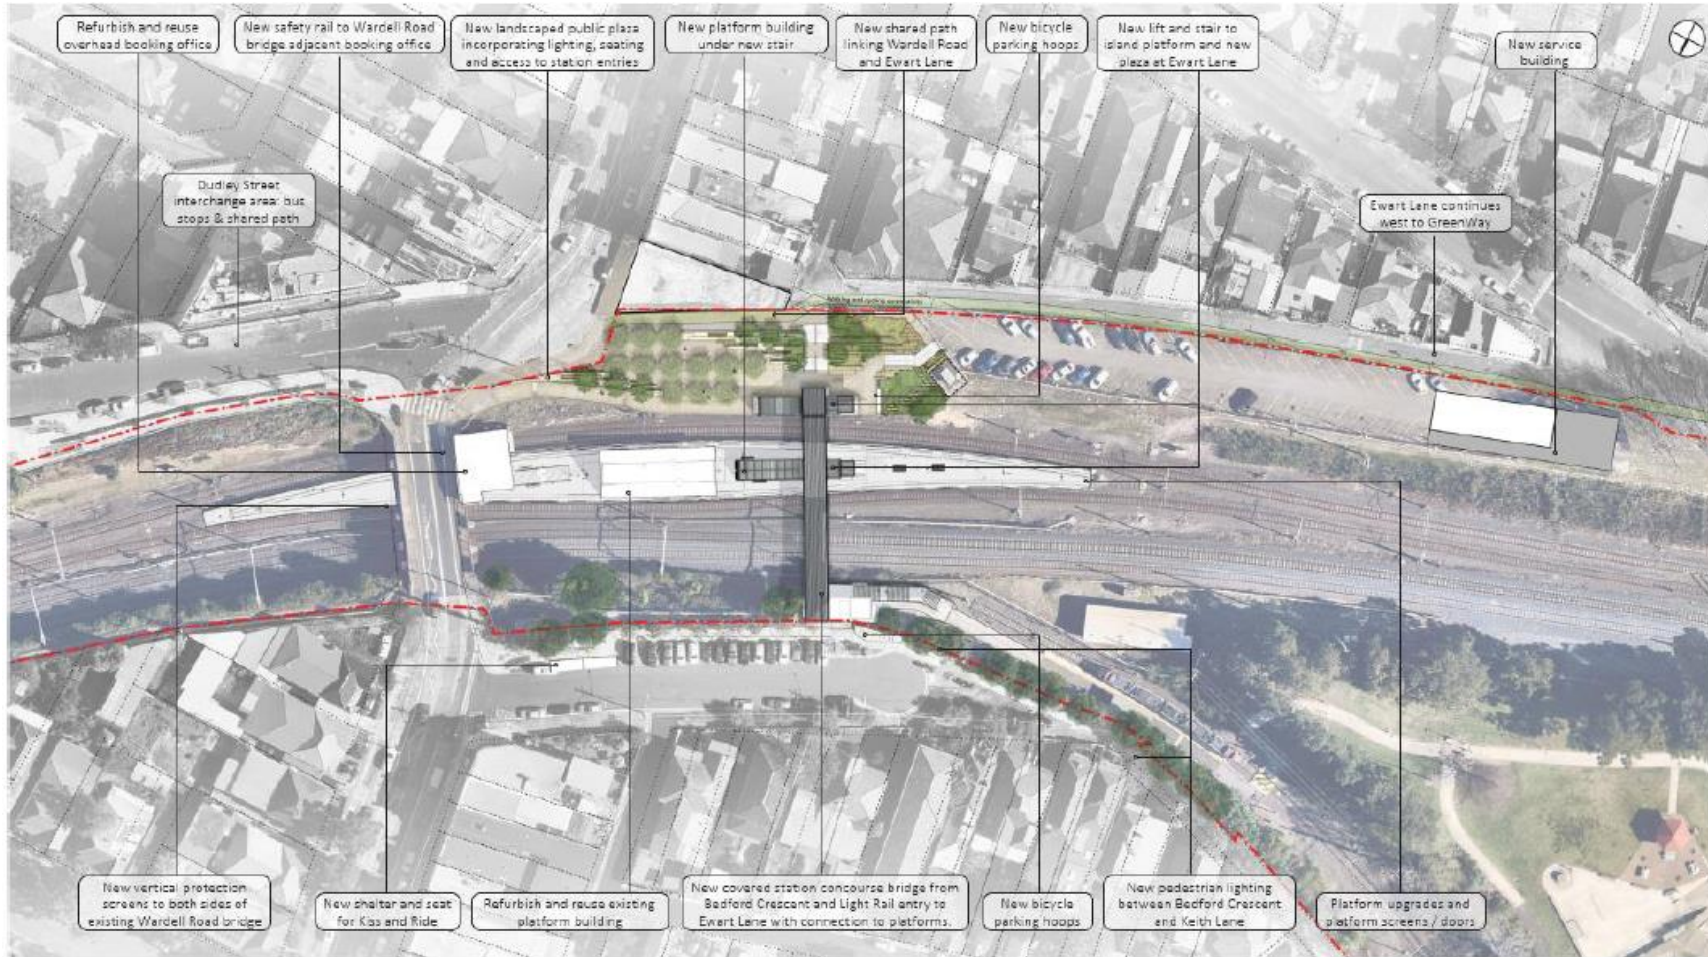 Refurbish and reuse
overhead booking office
New safety rail to Wardell Road
bridge adjacent booking office
New landscaped public plaza
incorporating lighting, seating
and access to station entries
New platform building
under new stair
New shared path
linking Wardell Road
and Ewart Lane
New bicycle
parking hoops
New lift and stair to
island platform and new
plaza at Ewart Lane
New service
building
Dudley Street
interchange area: bus
stops & shared path
Ewart Lane continues
west to GreenWay
New vertical protection
screens to both sides of
existing Wardell Road bridge
New shelter and seat
for Kiss and Ride
Refurbish and reuse existing
platform building
New covered station concourse bridge from
Bedford Crescent and Light Rail entry to
Ewart Lane with connection to platforms.
New bicycle
parking hoops
New pedestrian lighting
between Bedford Crescent
and Keith Lane
Platform upgrades and
platform screens / doors